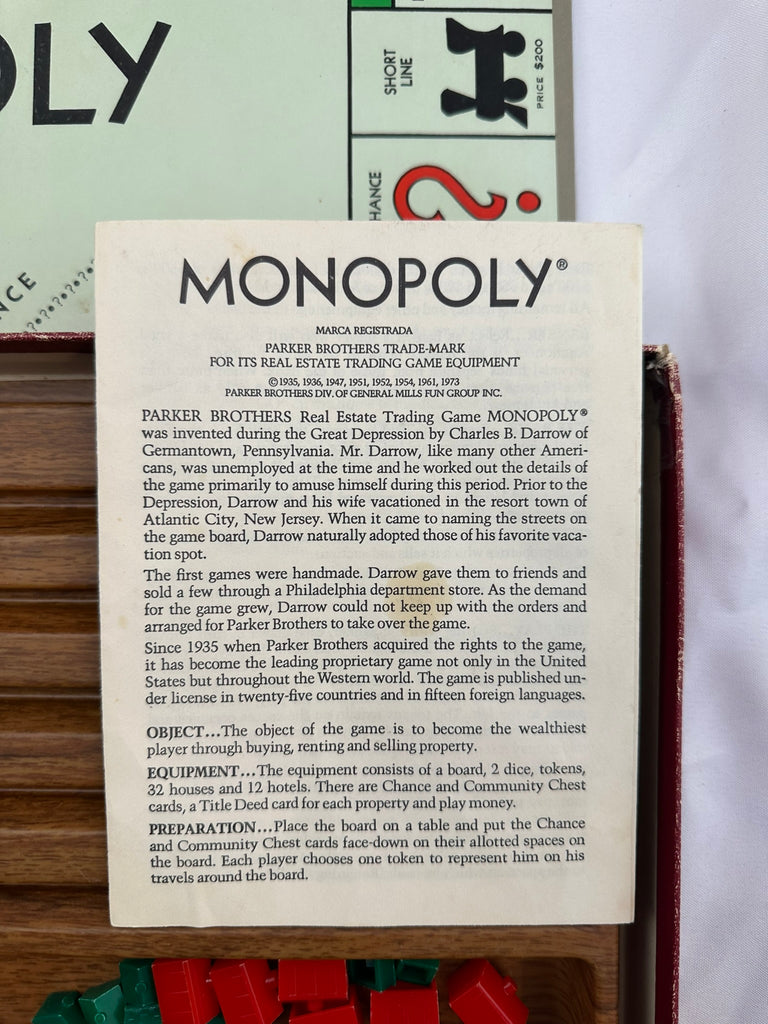 OLY
SHORT
LINE
PRICE $200
HANCE
NCE
MONOPOLY®
MARCA REGISTRADA
PARKER BROTHERS TRADE-MARK
FOR ITS REAL ESTATE TRADING GAME EQUIPMENT
©1935, 1936, 1947, 1951, 1952, 1954, 1961, 1973
PARKER BROTHERS DIV. OF GENERAL MILLS FUN GROUP INC.
PARKER BROTHERS Real Estate Trading Game MONOPOLY®
was invented during the Great Depression by Charles B. Darrow of
Germantown, Pennsylvania. Mr. Darrow, like many other Ameri-
cans, was unemployed at the time and he worked out the details of
the game primarily to amuse himself during this period. Prior to the
Depression, Darrow and his wife vacationed in the resort town of
Atlantic City, New Jersey. When it came to naming the streets on
the game board, Darrow naturally adopted those of his favorite vaca-
tion spot.
The first games were handmade. Darrow gave them to friends and
sold a few through a Philadelphia department store. As the demand
for the game grew, Darrow could not keep up with the orders and
arranged for Parker Brothers to take over the game.
Since 1935 when Parker Brothers acquired the rights to the game,
it has become the leading proprietary game not only in the United
States but throughout the Western world. The game is published un-
der license in twenty-five countries and in fifteen foreign languages.
OBJECT...The object of the game is to become the wealthiest
player through buying, renting and selling property.
EQUIPMENT...The equipment consists of a board, 2 dice, tokens,
32 houses and 12 hotels. There are Chance and Community Chest
cards, a Title Deed card for each property and play money.
PREPARATION...Place the board on a table and put the Chance
and Community Chest cards face-down on their allotted spaces on
the board. Each player chooses one token to represent him on his
travels around the board.